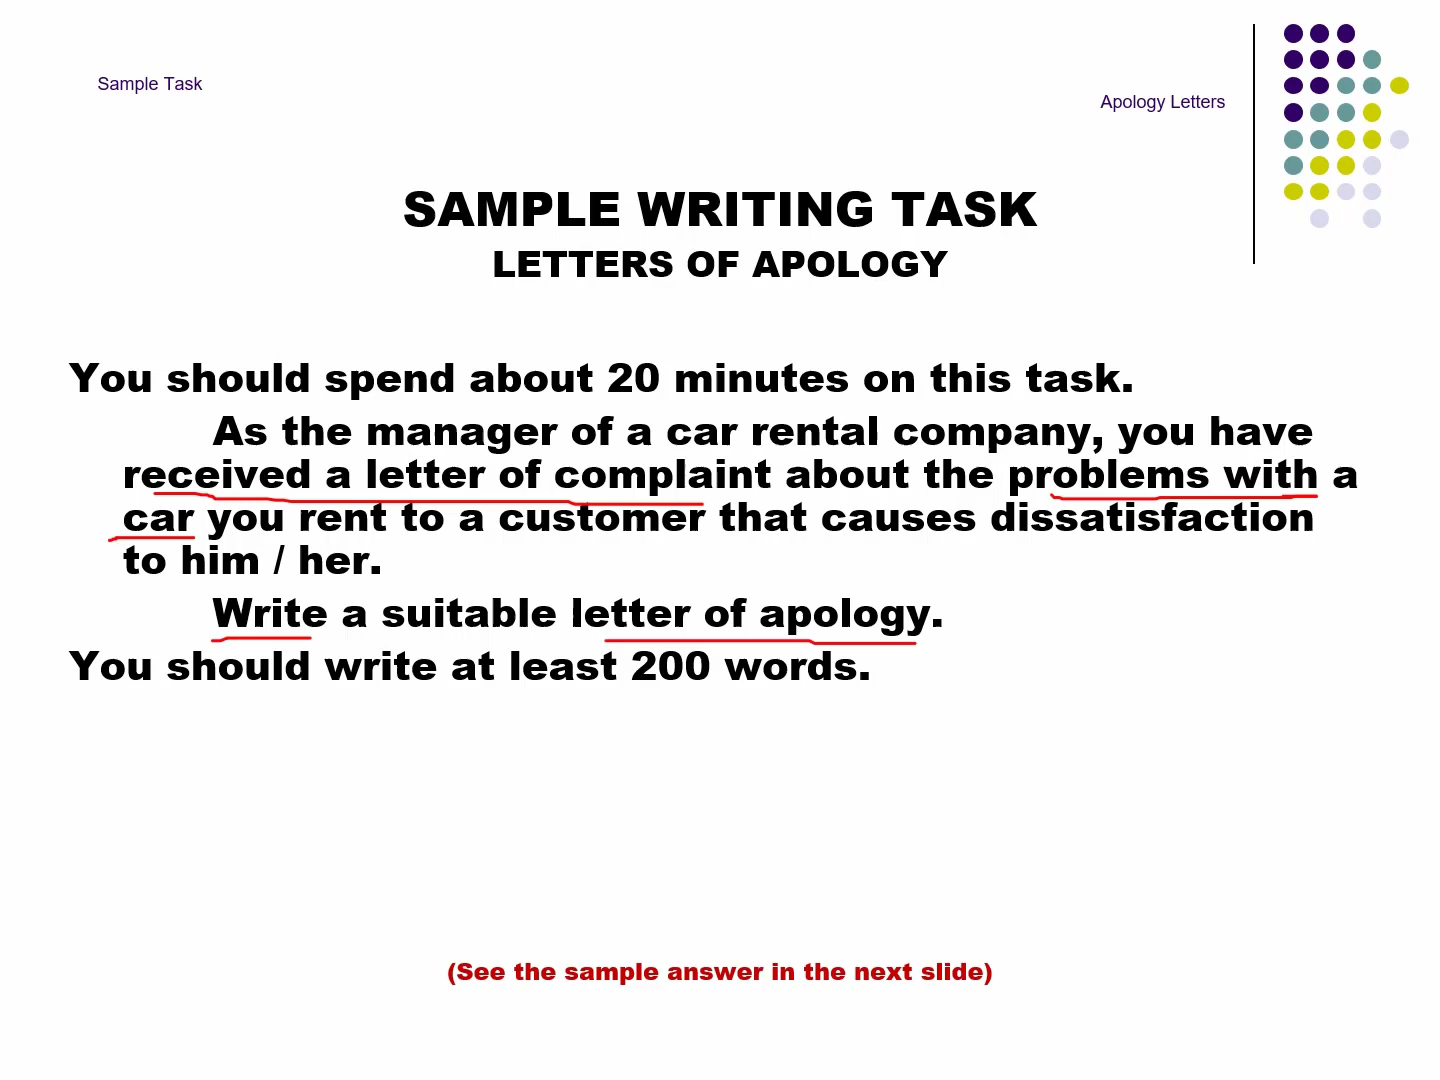 Sample Task
Apology Letters
SAMPLE WRITING TASK
LETTERS OF APOLOGY
You should spend about 20 minutes on this task.
As the manager of a car rental company, you have
received a letter of complaint about the problems with a
car you rent to a customer that causes dissatisfaction
to him / her.
Write a suitable letter of apology.
You should write at least 200 words.
(See the sample answer in the next slide)